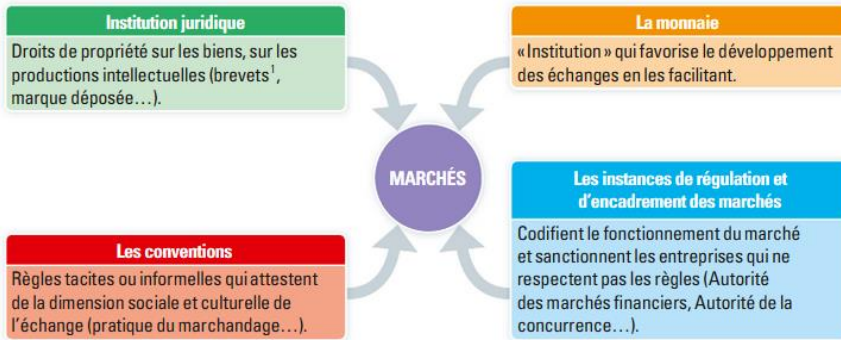 Institution juridique
Droits de propriété sur les biens, sur les
productions intellectuelles (brevets¹,
marque déposée…).
La monnaie
«Institution» qui favorise le développement
des échanges en les facilitant.
MARCHÉS
Les conventions
Règles tacites ou informelles qui attestent
de la dimension sociale et culturelle de
l'échange (pratique du marchandage…).
Les instances de régulation et
d'encadrement des marchés
Codifient le fonctionnement du marché
et sanctionnent les entreprises qui ne
respectent pas les règles (Autorité
des marchés financiers, Autorité de la
concurrence…).